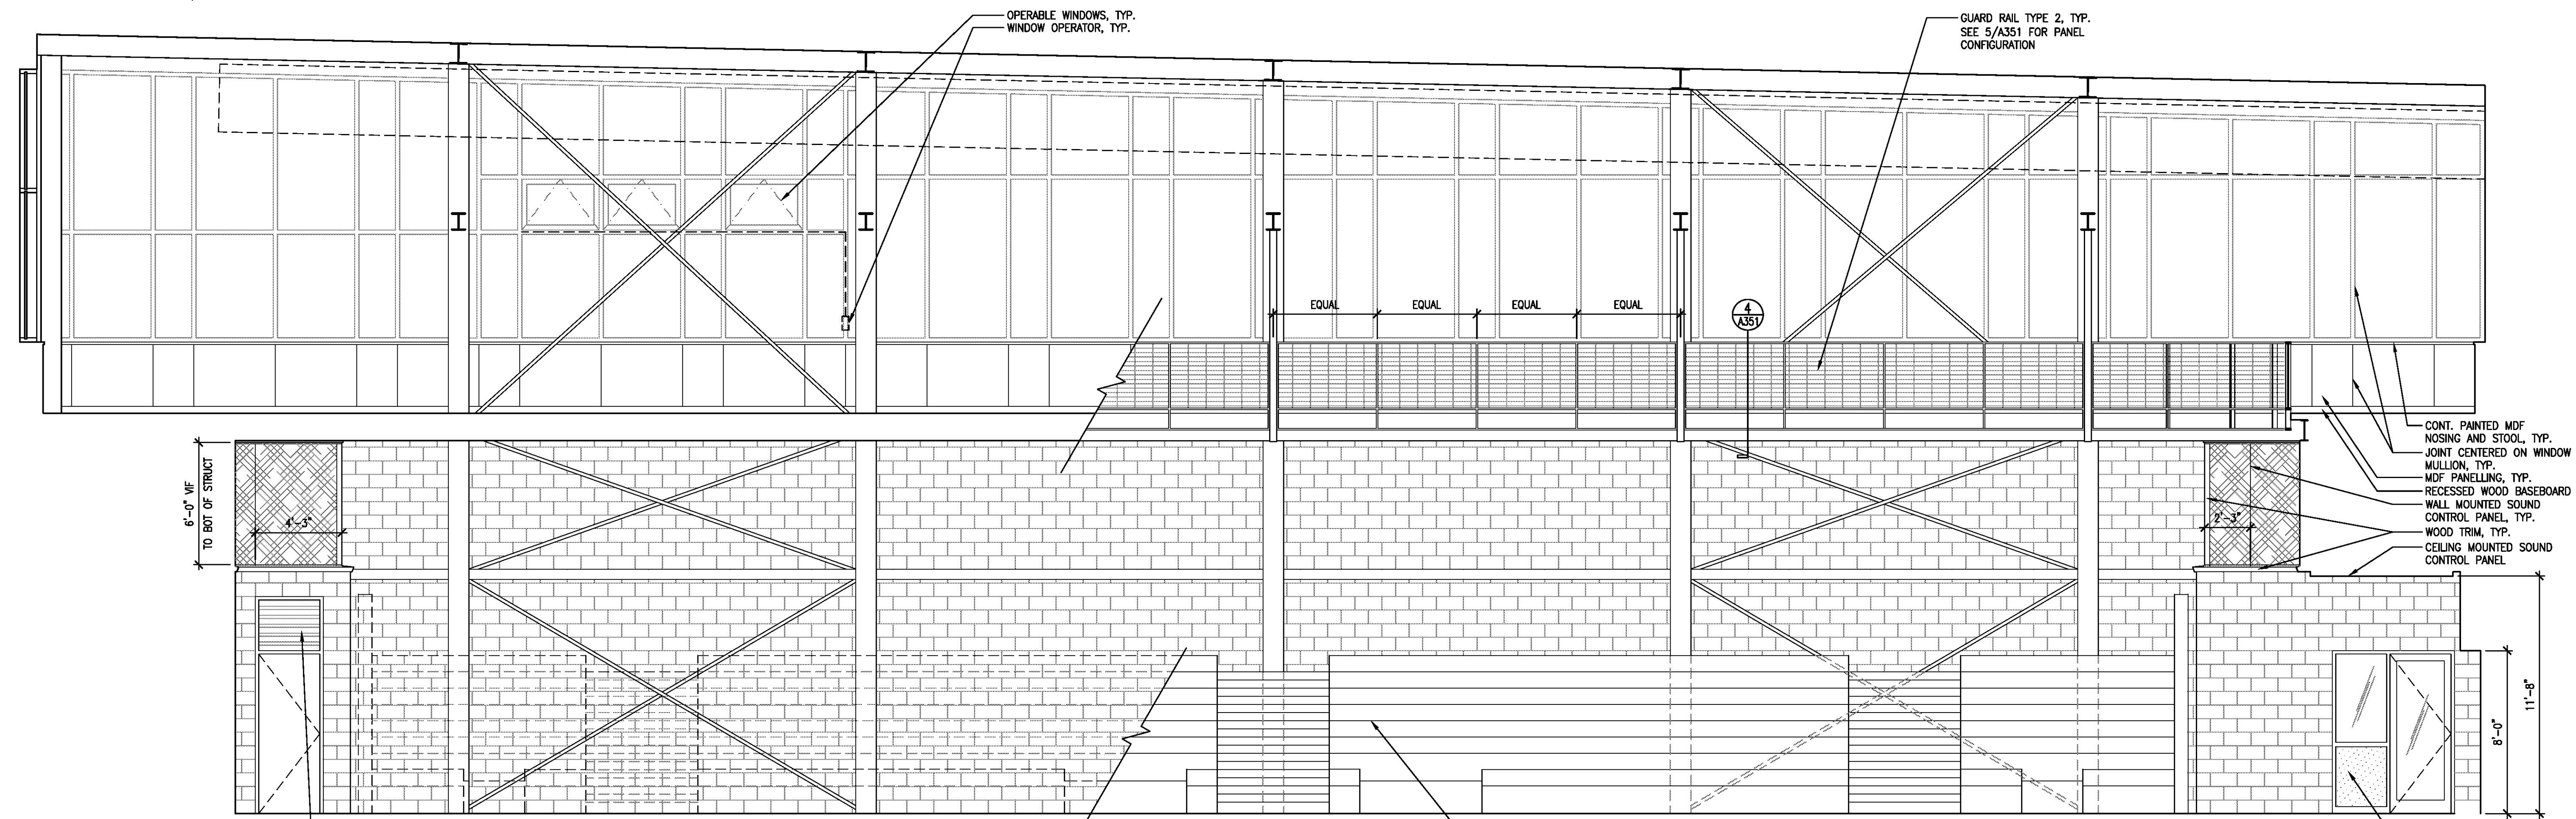 OPERABLE WINDOWS, TYP.
WINDOW OPERATOR, TYP.
GUARD RAIL TYPE 2, TYP.
SEE 5/A351 FOR PANEL
CONFIGURATION
EQUAL
EQUAL
EQUAL
EQUAL
4
A351
CONT. PAINTED MDF
NOSING AND STOOL, TYP.
JOINT CENTERED ON WINDOW
MULLION, TYP.
MDF PANELLING, TYP.
RECESSED WOOD BASEBOARD
WALL MOUNTED SOUND
CONTROL PANEL, TYP.
WOOD TRIM, TYP.
CEILING MOUNTED SOUND
CONTROL PANEL
6'-0" VIF
TO BOT OF STRUCT
4'-3"
2'-3"
8'-0"
11'-8"